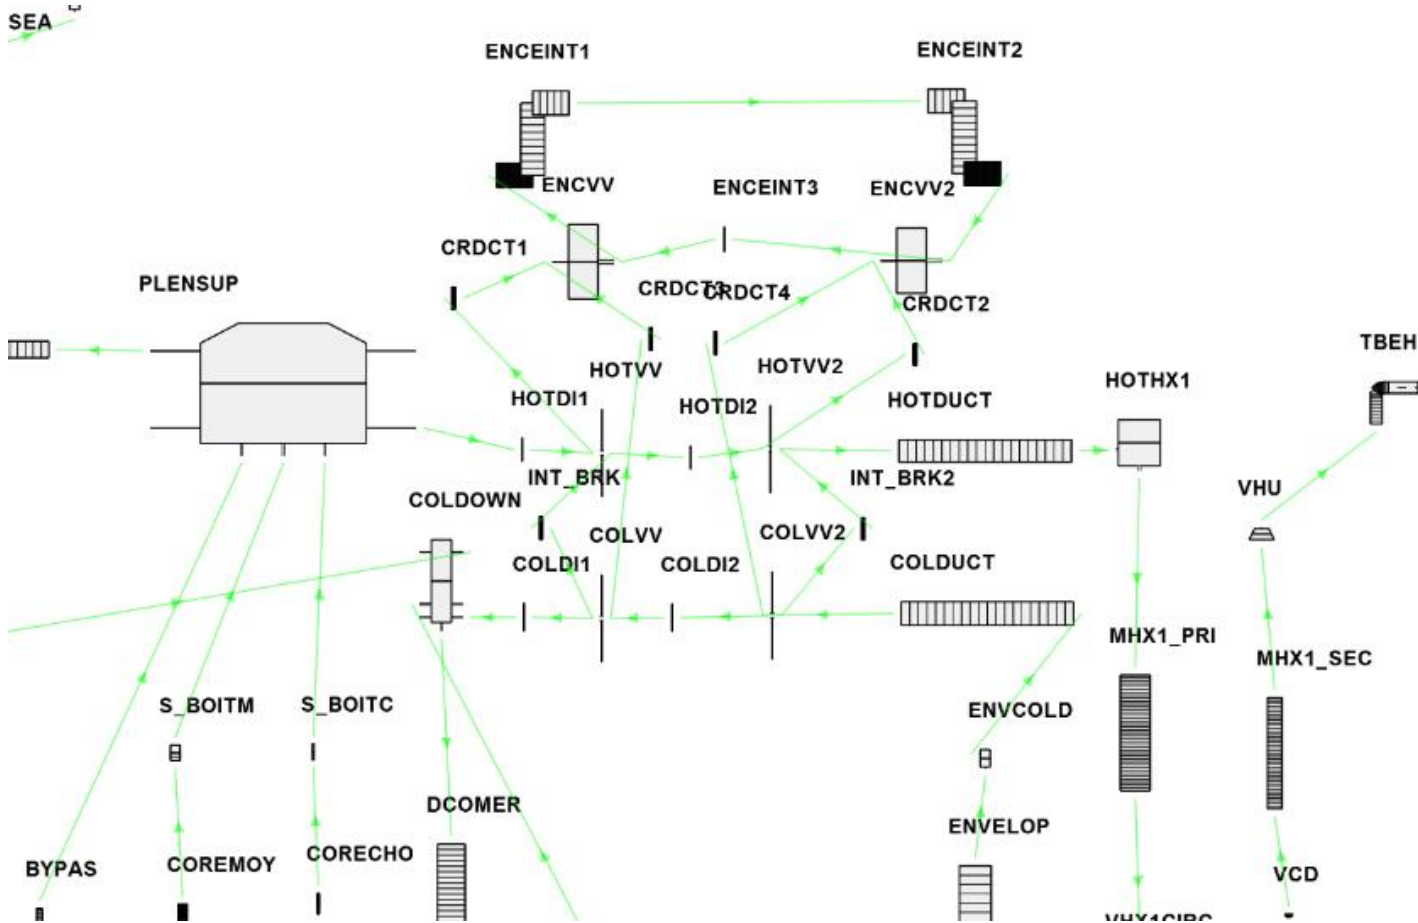 SEA
ENCEINT1
ENCEINT2
ENCVV
ENCEINT3
ENCVV2
CRDCT1
PLENSUP
CRDCT3
CRDCT4
CRDCT2
TBEH
HOTVV
HOTVV2
HOTHX1
HOTDI1
HOTDI2
HOTDUCT
INT_BRK
INT_BRK2
VHU
COLDOWN
COLVV
COLVV2
COLDI1
COLDI2
COLDUCT
MHX1_PRI
MHX1_SEC
S_BOITM
S_BOITC
ENVCOLD
DCOMER
ENVELOP
CORECHO
COREMOY
BYPAS
VCD
VHX1CIRC